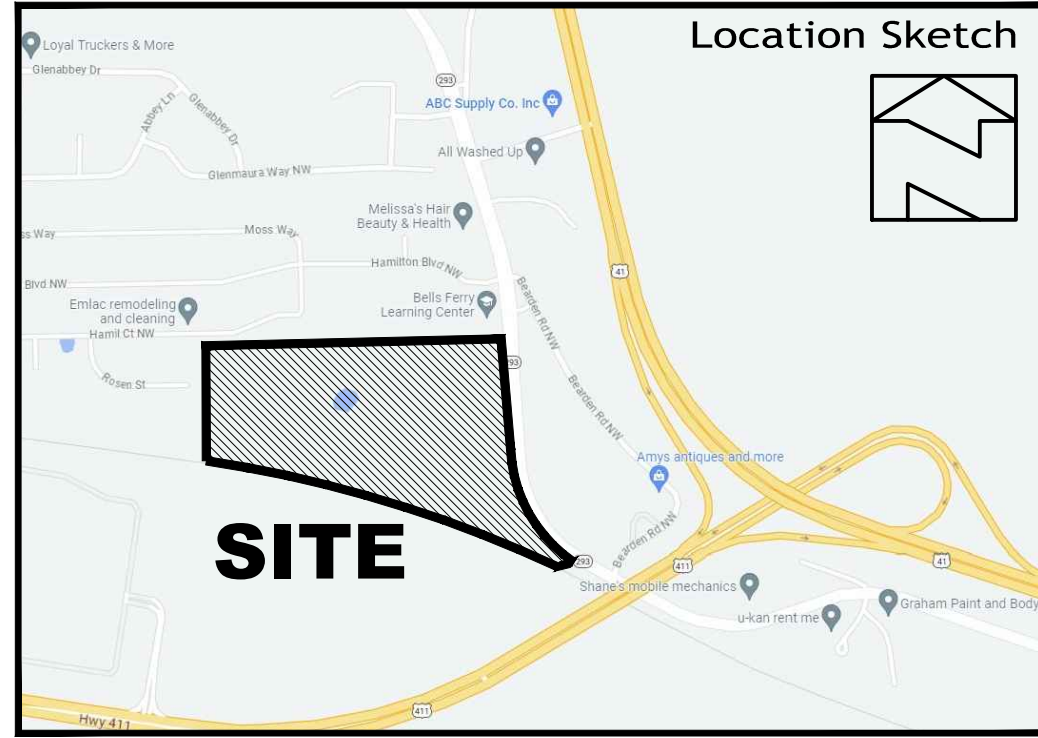 Location Sketch
Loyal Truckers & More
Glenabbey Dr
293
ABC Supply Co. Inc
Abbey Ln
Glenabbey Dr
All Washed Up
Glenmaura Way NW
Melissa's Hair
Beauty & Health
ss Way
Moss Way
Hamilton Blvd NW
41
Blvd NW
Bearden Rd NW
Emlac remodeling
and cleaning
Bells Ferry
Learning Center
Hamil Ct NW
293
Rosen St
Bearden Rd NW
Amys antiques and more
SITE
Bearden Rd NW
293
411
41
Shane's mobile mechanics
u-kan rent me
Graham Paint and Body
411
Hwy 411